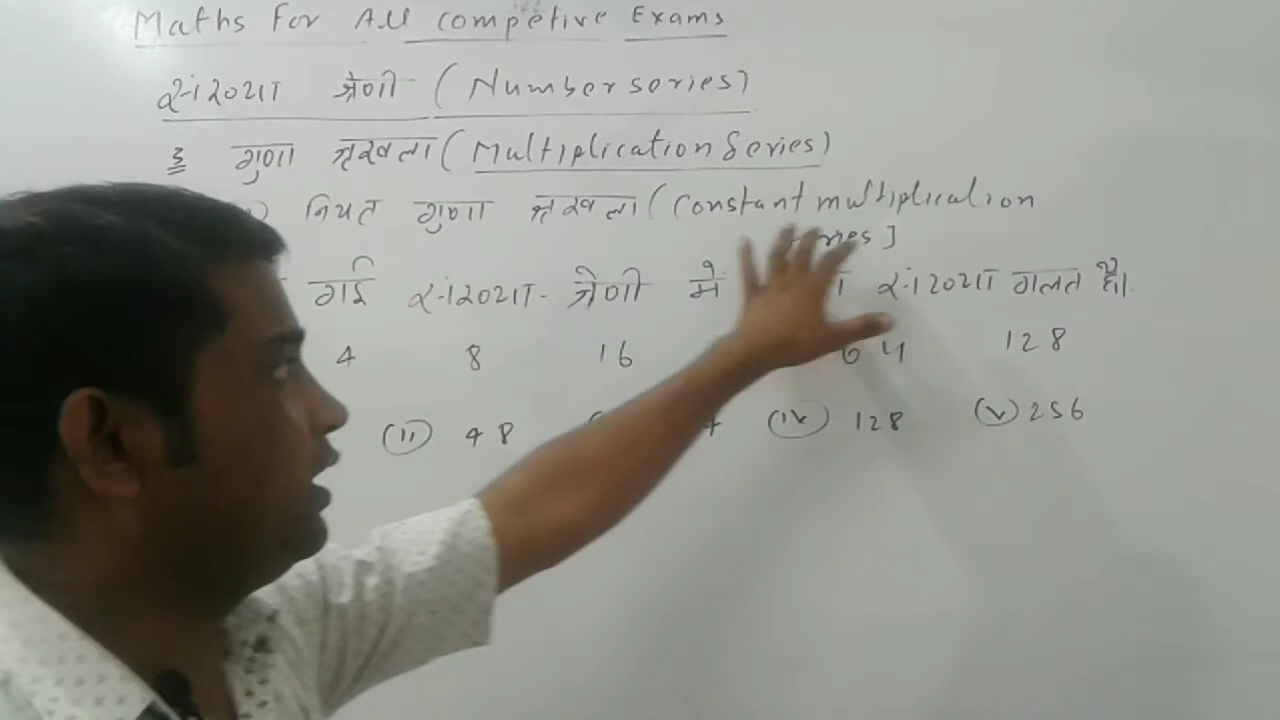 Maths For All competive Exams
संख्या श्रेणी ( Number series )
ई गुणा श्रृखला ( Multiplication Series )
नियत गुणा श्रृखला ( Constant multiplication
ries ]
गई संख्या श्रेणी में संख्या गलत है।
4 8 16 64 128
(ii) 48 (iv) 128 (v) 256